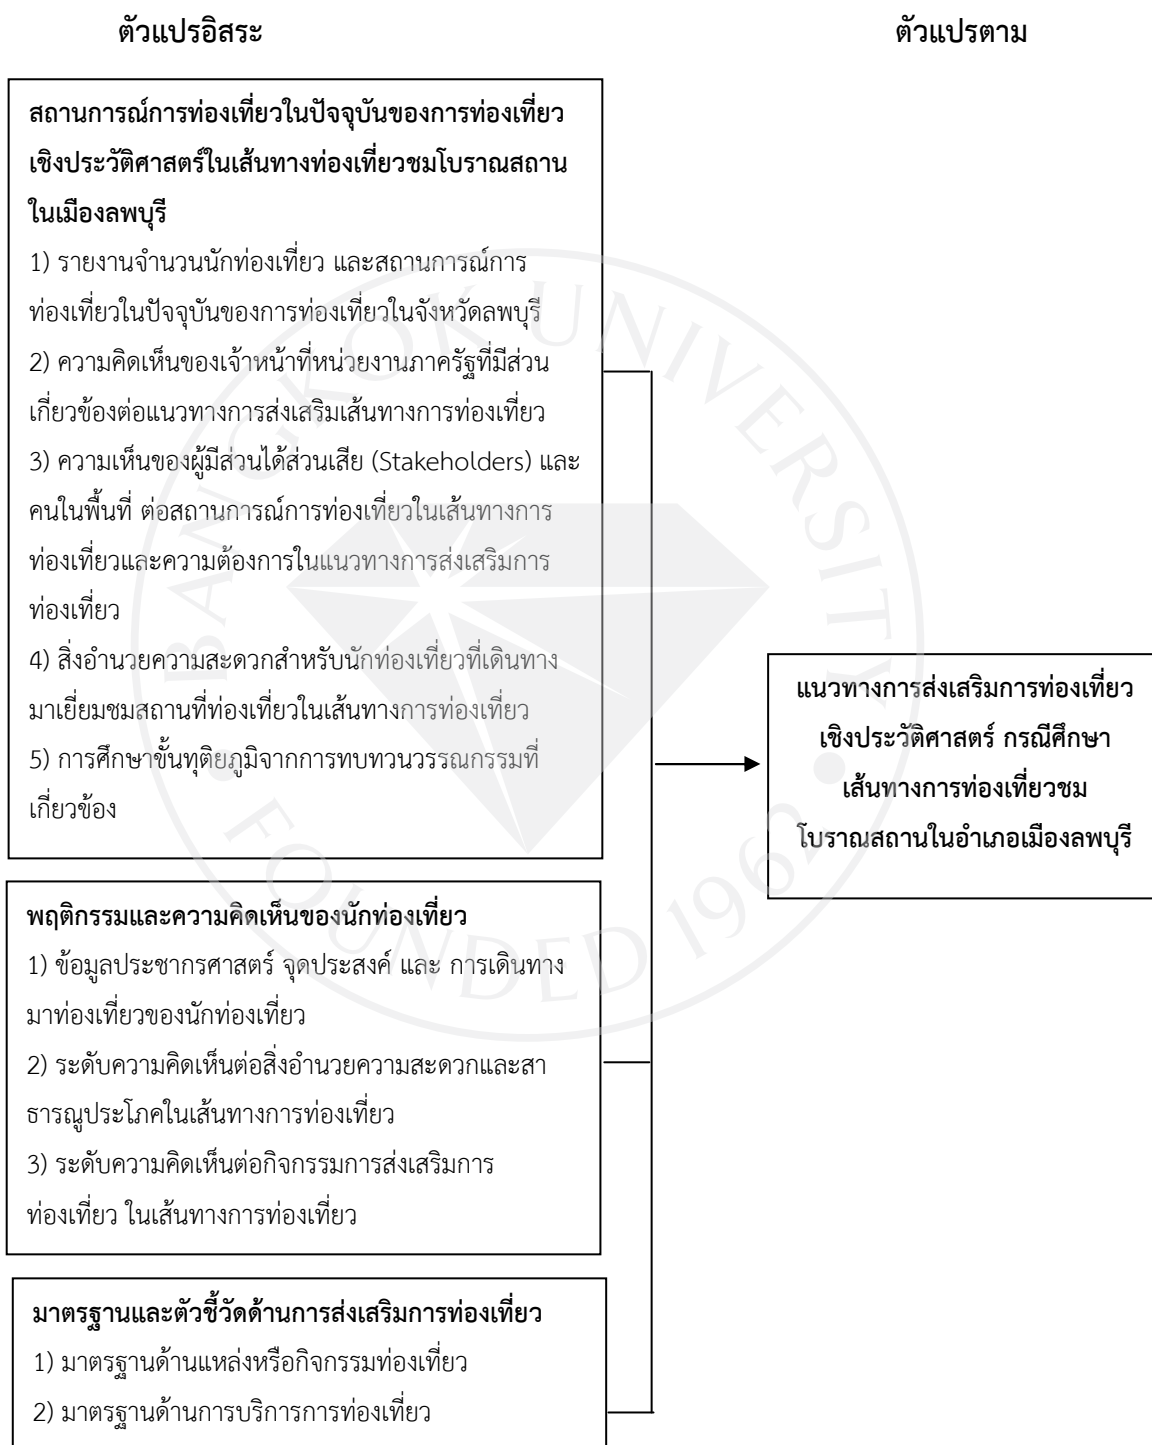 ตัวแปรอิสระ
ตัวแปรตาม
สถานการณ์การท่องเที่ยวในปัจจุบันของการท่องเที่ยว
เชิงประวัติศาสตร์ในเส้นทางท่องเที่ยวชมโบราณสถาน
ในเมืองลพบุรี
1) รายงานจำนวนนักท่องเที่ยว และสถานการณ์การ
ท่องเที่ยวในปัจจุบันของการท่องเที่ยวในจังหวัดลพบุรี
2) ความคิดเห็นของเจ้าหน้าที่หน่วยงานภาครัฐที่มีส่วน
เกี่ยวข้องต่อแนวทางการส่งเสริมเส้นทางการท่องเที่ยว
3) ความเห็นของผู้มีส่วนได้ส่วนเสีย (Stakeholders) และ
คนในพื้นที่ ต่อสถานการณ์การท่องเที่ยวในเส้นทางการ
ท่องเที่ยวและความต้องการในแนวทางการส่งเสริมการ
ท่องเที่ยว
4) สิ่งอำนวยความสะดวกสำหรับนักท่องเที่ยวที่เดินทาง
มาเยี่ยมชมสถานที่ท่องเที่ยวในเส้นทางการท่องเที่ยว
5) การศึกษาขั้นทุติยภูมิจากการทบทวนวรรณกรรมที่
เกี่ยวข้อง
พฤติกรรมและความคิดเห็นของนักท่องเที่ยว
1) ข้อมูลประชากรศาสตร์ จุดประสงค์ และ การเดินทาง
มาท่องเที่ยวของนักท่องเที่ยว
2) ระดับความคิดเห็นต่อสิ่งอำนวยความสะดวกและสา
ธารณูประโภคในเส้นทางการท่องเที่ยว
3) ระดับความคิดเห็นต่อกิจกรรมการส่งเสริมการ
ท่องเที่ยว ในเส้นทางการท่องเที่ยว
มาตรฐานและตัวชี้วัดด้านการส่งเสริมการท่องเที่ยว
1) มาตรฐานด้านแหล่งหรือกิจกรรมท่องเที่ยว
2) มาตรฐานด้านการบริการการท่องเที่ยว
แนวทางการส่งเสริมการท่องเที่ยว
เชิงประวัติศาสตร์ กรณีศึกษา
เส้นทางการท่องเที่ยวชม
โบราณสถานในอำเภอเมืองลพบุรี
BANGKOK UNIVERSITY
FOUNDED 1962